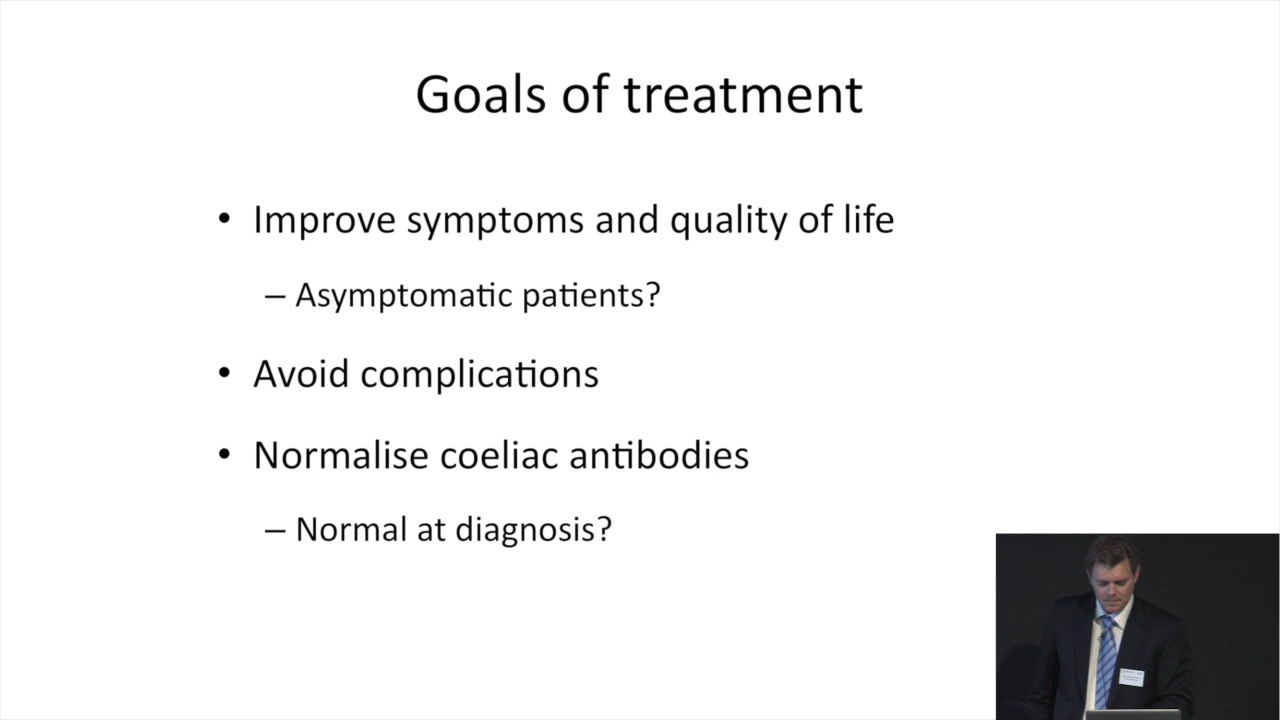 Goals of treatment
• Improve symptoms and quality of life
– Asymptomatic patients?
• Avoid complications
• Normalise coeliac antibodies
– Normal at diagnosis?